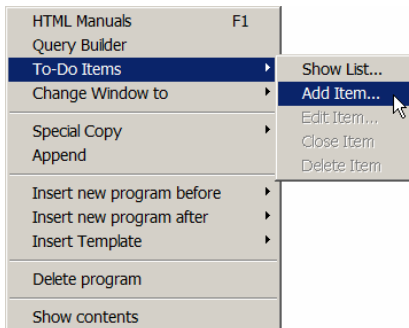 HTML Manuals F1
Query Builder
To-Do Items
Change Window to
Special Copy
Append
Insert new program before
Insert new program after
Insert Template
Delete program
Show contents
Show List...
Add Item...
Edit Item...
Close Item
Delete Item